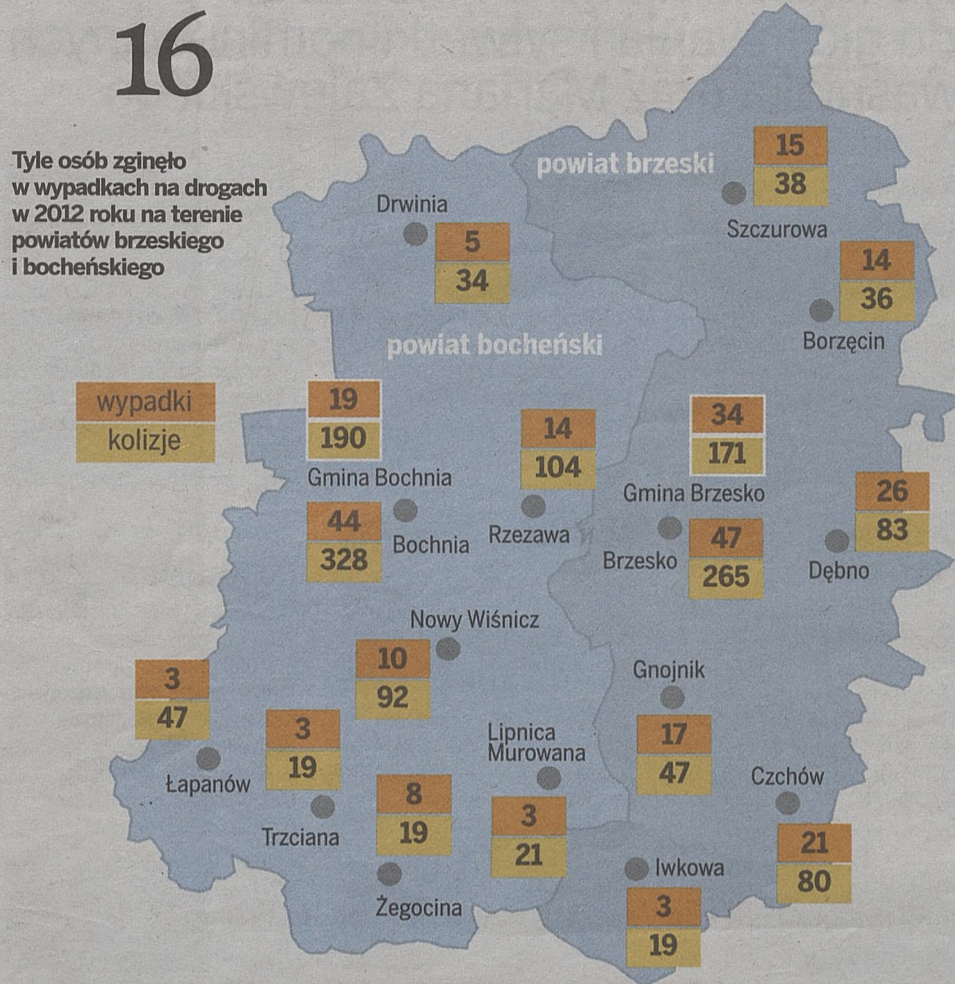 16
Tyle osób zginęło
w wypadkach na drogach
w 2012 roku na terenie
powiatów brzeskiego
i bocheńskiego
powiat brzeski
15
38
Szczurowa
Drwinia
5
34
14
36
Borzęcin
powiat bocheński
wypadki
kolizje
19
190
Gmina Bochnia
44
328
Bochnia
14
104
Rzezawa
34
171
Gmina Brzesko
Brzesko
47
265
26
83
Dębno
Nowy Wiśnicz
10
92
3
47
Łapanów
3
19
Trzciana
8
19
Żegocina
Lipnica
Murowana
3
21
Gnojnik
17
47
Czchów
21
80
Iwkowa
3
19